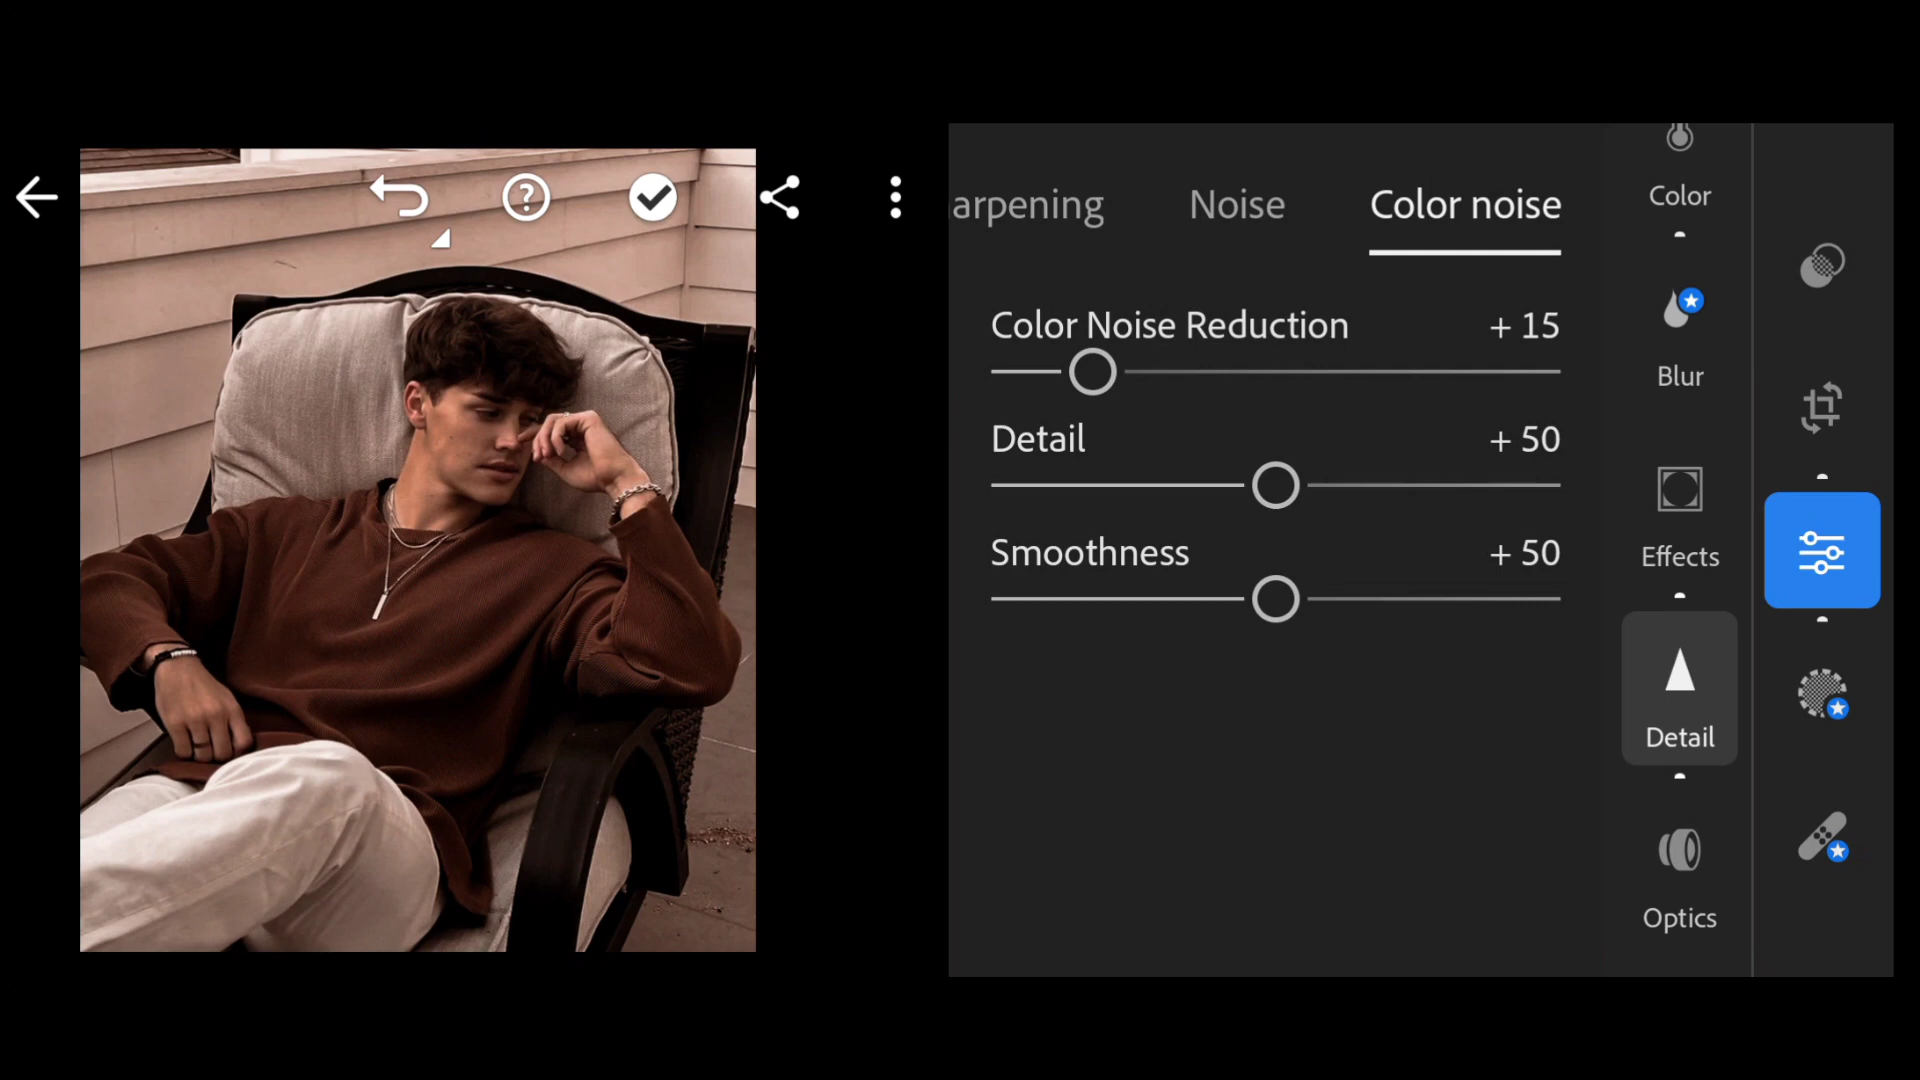 arpening Noise Color noise
Color Noise Reduction + 15
Detail + 50
Smoothness + 50
Color
Blur
Effects
Detail
Optics